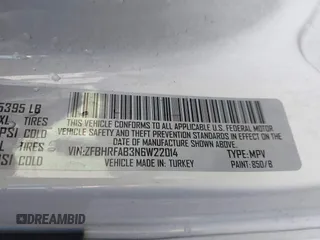 5395 LB
XL TIRES
PSI COLD
TIRES
PSI COLD
THIS VEHICLE CONFORMS TO ALL APPLICABLE U.S. FEDERAL MOTOR
VEHICLE SAFETY, BUMPER, AND THEFT PREVENTION STANDARDS
IN EFFECT ON THE DATE OF MANUFACTURE SHOWN ABOVE.
VIN:ZFBHRFAB3N6W22014 TYPE:MPV
MADE IN: TURKEY PAINT: 850/B
DREAMBID